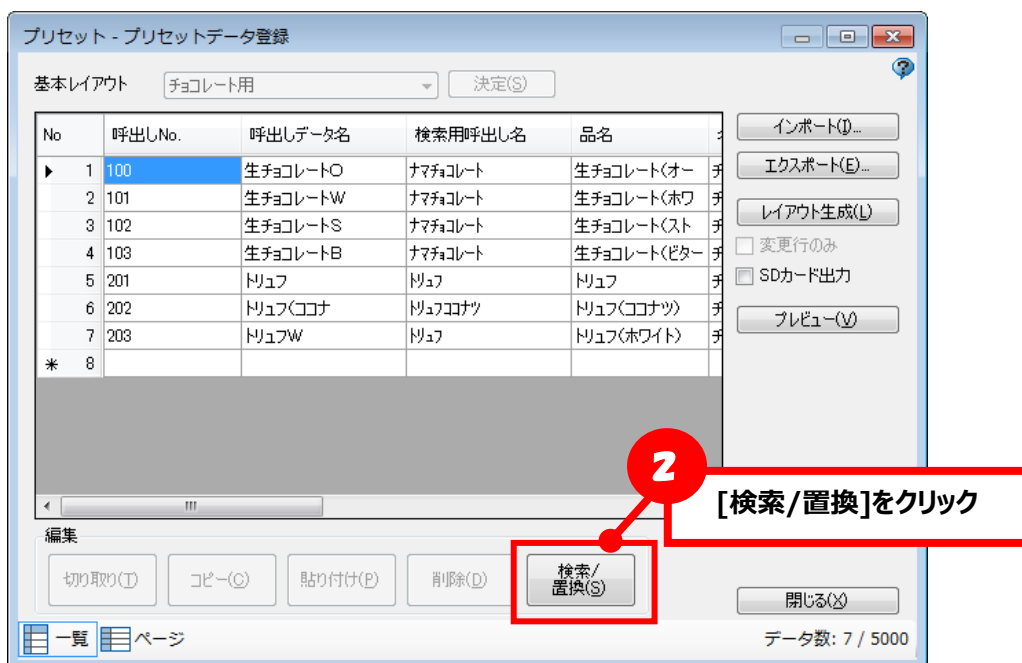 プリセット - プリセットデータ登録
基本レイアウト チョコレート用 決定(S)
No 呼出しNo. 呼出しデータ名 検索用呼出し名 品名
1 100 生チョコレートO ナマチョコレート 生チョコレート(オー チ
2 101 生チョコレートW ナマチョコレート 生チョコレート(ホワ チ
3 102 生チョコレートS ナマチョコレート 生チョコレート(スト チ
4 103 生チョコレートB ナマチョコレート 生チョコレート(ビター チ
5 201 トリュフ トリュフ トリュフ チ
6 202 トリュフ(ココナ トリュフココナツ トリュフ(ココナツ) チ
7 203 トリュフW トリュフ トリュフ(ホワイト) チ
* 8
インポート(I)...
エクスポート(E)...
レイアウト生成(L)
変更行のみ
SDカード出力
プレビュー(V)
2
[検索/置換]をクリック
編集
切り取り(T) コピー(C) 貼り付け(P) 削除(D)
検索/
置換(S)
閉じる(X)
一覧 ページ データ数: 7 / 5000